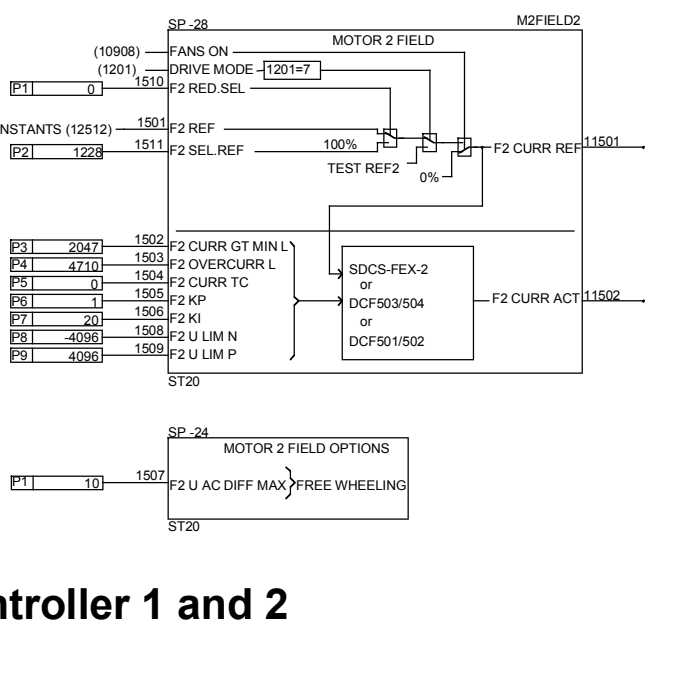 SP -28 M2FIELD2
MOTOR 2 FIELD
(10908) FANS ON
(1201) DRIVE MODE 1201=7
P1 0 1510 F2 RED.SEL
NSTANTS (12512) 1501 F2 REF
P2 1228 1511 F2 SEL.REF 100%
TEST REF2
0%
F2 CURR REF 11501
P3 2047 1502 F2 CURR GT MIN L
P4 4710 1503 F2 OVERCURR L
P5 0 1504 F2 CURR TC
P6 1 1505 F2 KP
P7 20 1506 F2 KI
P8 -4096 1508 F2 U LIM N
P9 4096 1509 F2 U LIM P
SDCS-FEX-2
or
DCF503/504
or
DCF501/502
F2 CURR ACT 11502
ST20
SP -24
MOTOR 2 FIELD OPTIONS
P1 10 1507 F2 U AC DIFF MAX FREE WHEELING
ST20
ntroller 1 and 2